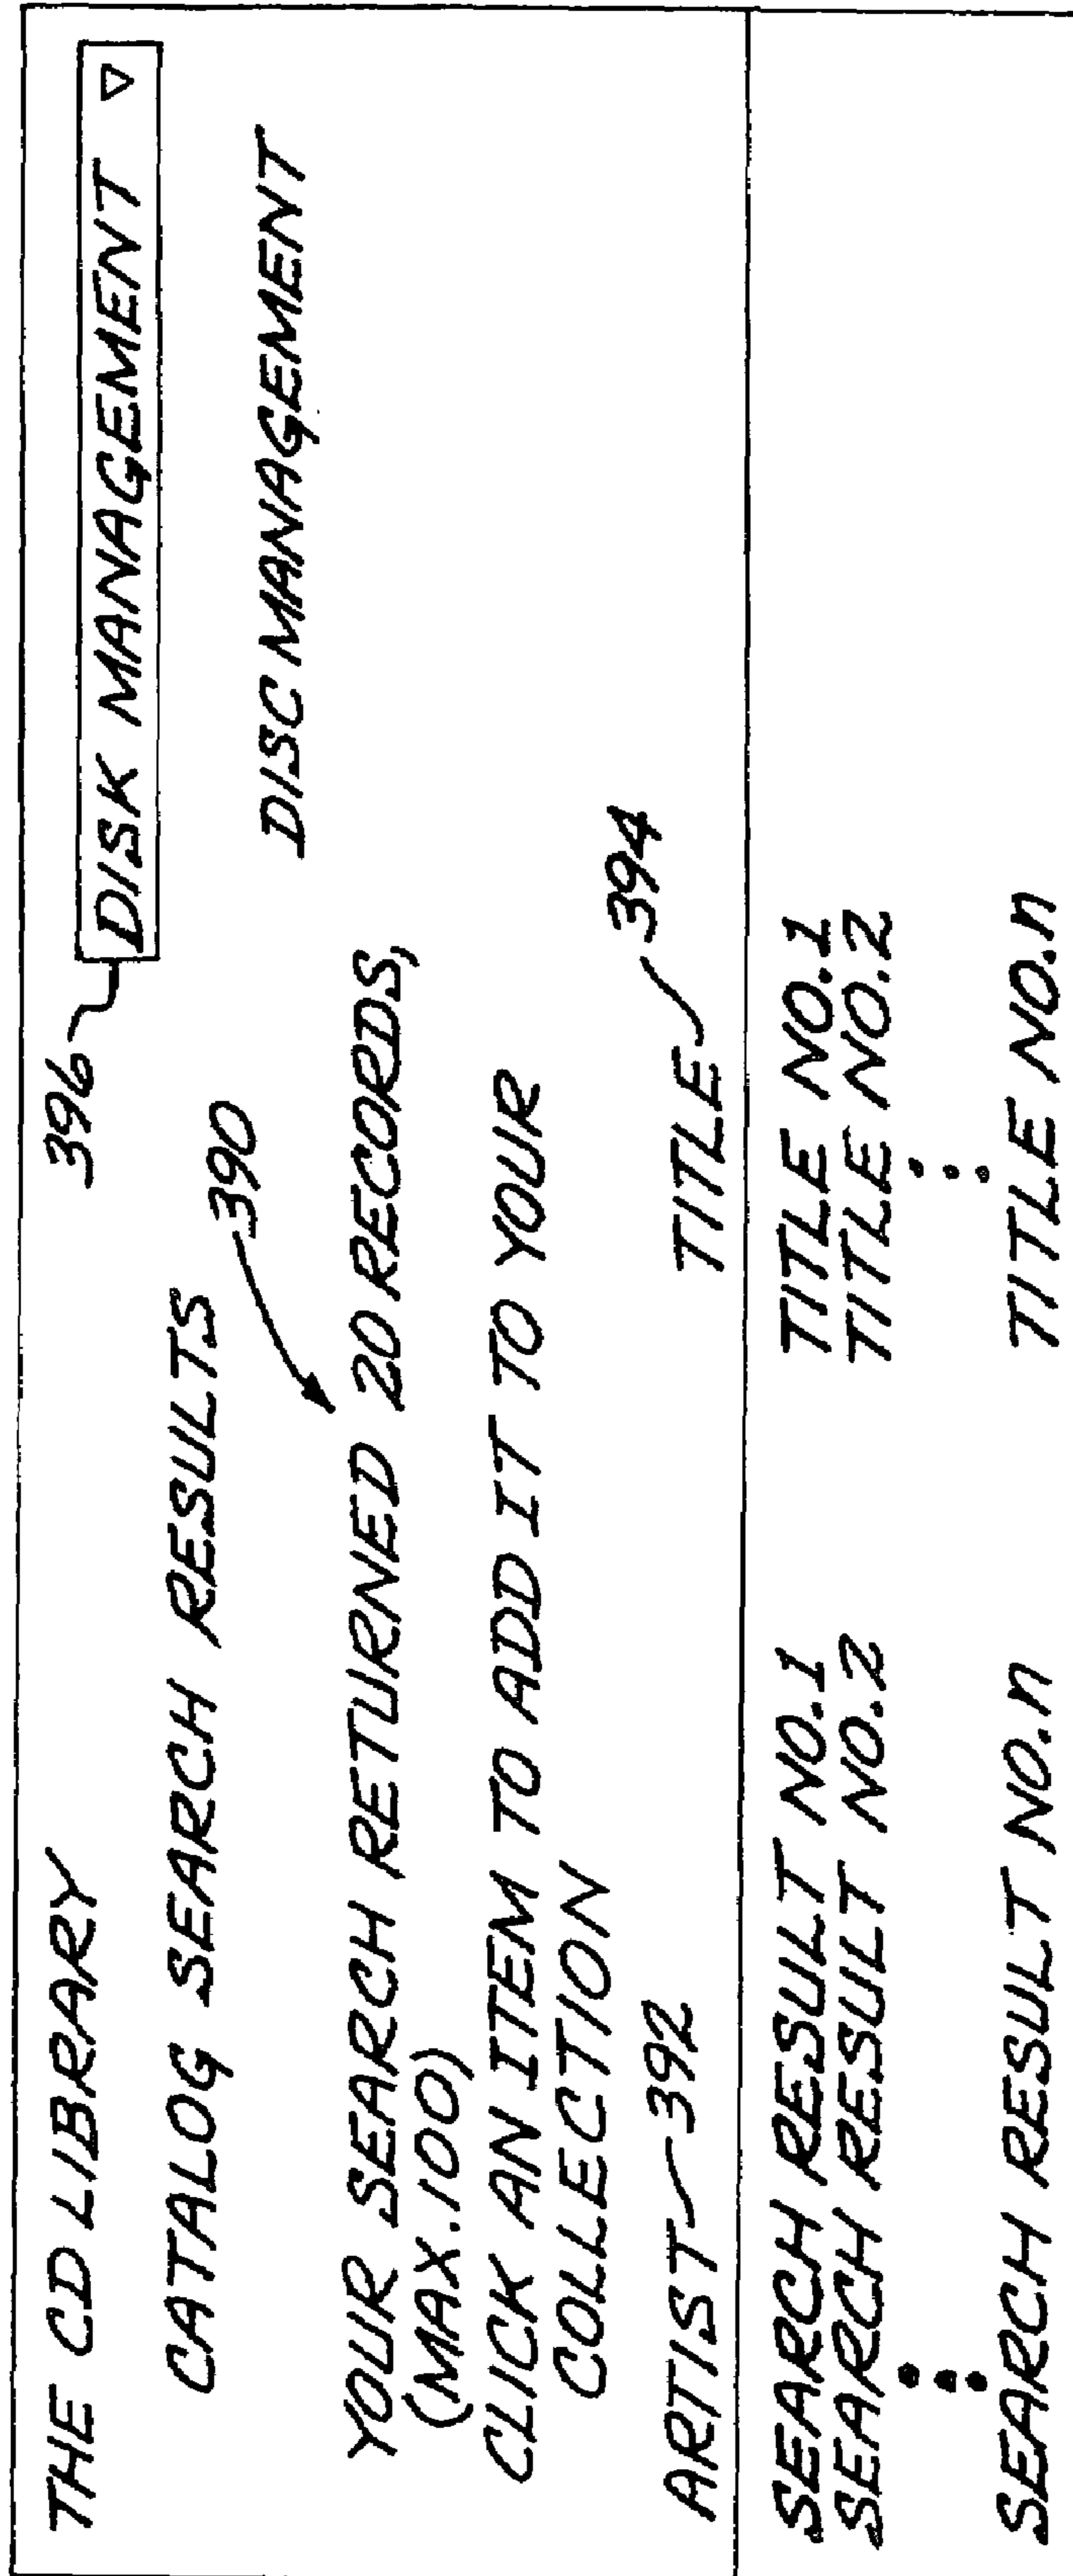 THE CD LIBRARY 396 DISK MANAGEMENT
CATALOG SEARCH RESULTS
390
DISC MANAGEMENT
YOUR SEARCH RETURNED 20 RECORDS,
(MAX.100)
CLICK AN ITEM TO ADD IT TO YOUR
COLLECTION
ARTIST 392 TITLE 394
SEARCH RESULT NO.1 TITLE NO.1
SEARCH RESULT NO.2 TITLE NO.2
SEARCH RESULT NO.n TITLE NO.n